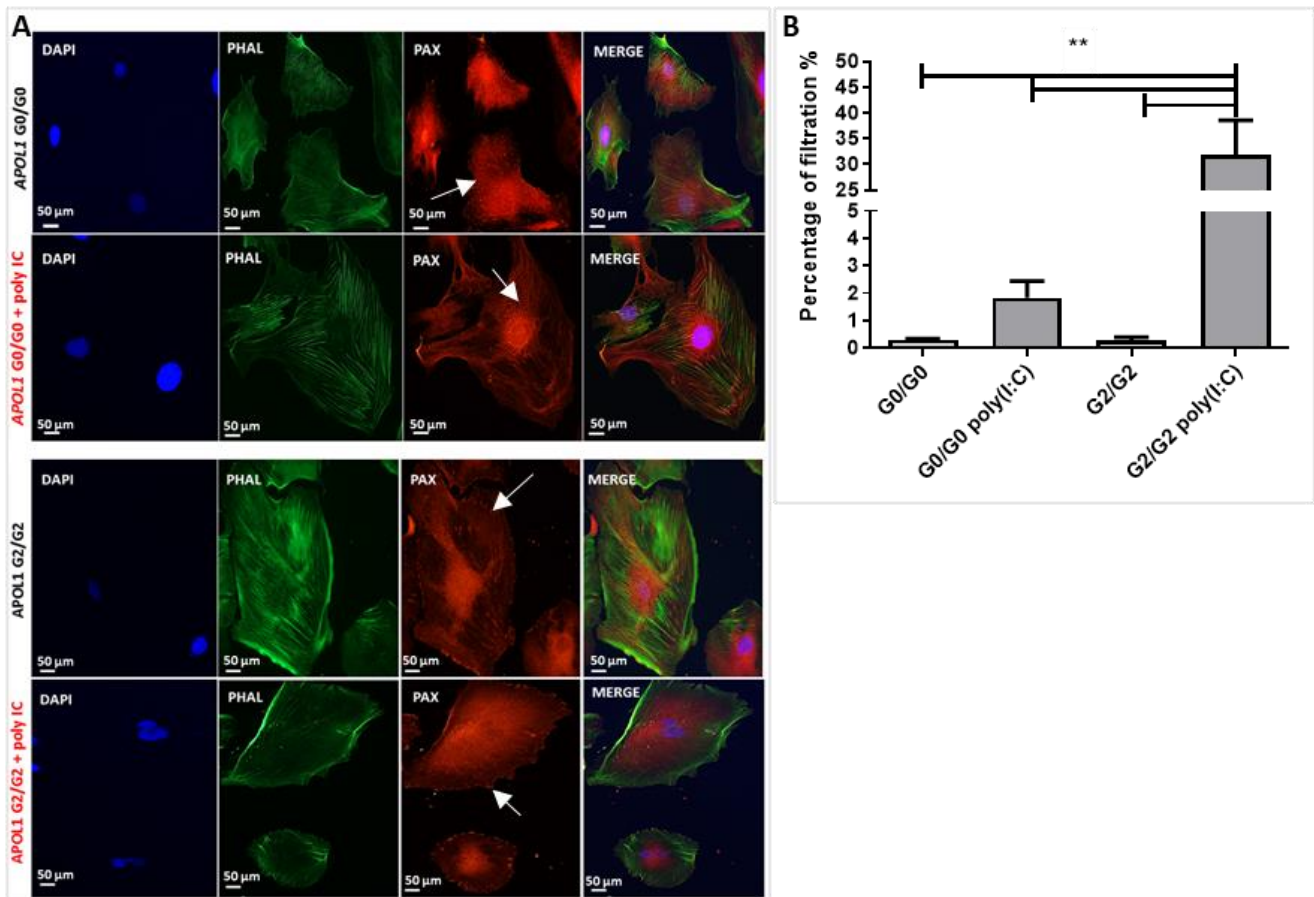 A
APOL1 G0/G0
DAPI
PHAL
PAX
MERGE
50 µm
50 µm
50 µm
50 µm
APOL1 G0/G0 + poly IC
DAPI
PHAL
PAX
MERGE
50 µm
50 µm
50 µm
50 µm
APOL1 G2/G2
DAPI
PHAL
PAX
MERGE
50 µm
50 µm
50 µm
50 µm
APOL1 G2/G2 + poly IC
DAPI
PHAL
PAX
MERGE
50 µm
50 µm
50 µm
50 µm
B
**
Percentage of filtration %
50
45
40
35
30
25
5
4
3
2
1
0
G0/G0
G0/G0 poly(I:C)
G2/G2
G2/G2 poly(I:C)